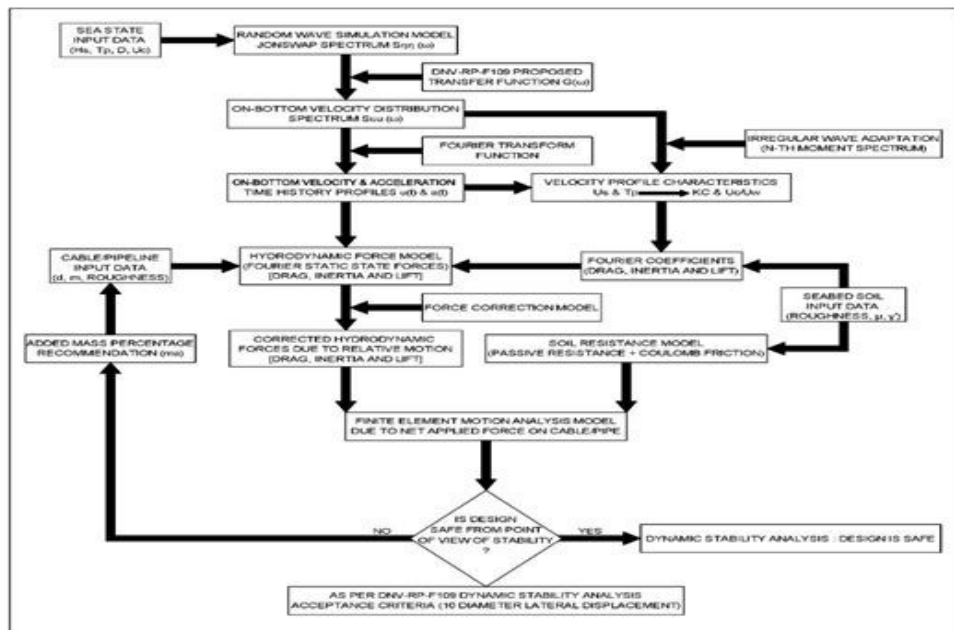 SEA STATE
INPUT DATA
(Hs, Tp, D, Uc)
RANDOM WAVE SIMULATION MODEL
JONSWAP SPECTRUM Sηη (ω)
DNV-RP-F109 PROPOSED
TRANSFER FUNCTION G(ω)
ON-BOTTOM VELOCITY DISTRIBUTION
SPECTRUM Suu (ω)
IRREGULAR WAVE ADAPTATION
(N-TH MOMENT SPECTRUM)
FOURIER TRANSFORM
FUNCTION
ON-BOTTOM VELOCITY & ACCELERATION
TIME HISTORY PROFILES u(t) & a(t)
VELOCITY PROFILE CHARACTERISTICS
Us & Tp KC & Uc/Uw
CABLE/PIPELINE
INPUT DATA
(d, m, ROUGHNESS)
HYDRODYNAMIC FORCE MODEL
(FOURIER STATIC STATE FORCES)
[DRAG, INERTIA AND LIFT]
FOURIER COEFFICIENTS
(DRAG, INERTIA AND LIFT)
SEABED SOIL
INPUT DATA
(ROUGHNESS, μ, γ')
FORCE CORRECTION MODEL
ADDED MASS PERCENTAGE
RECOMMENDATION (ma)
CORRECTED HYDRODYNAMIC
FORCES DUE TO RELATIVE MOTION
[DRAG, INERTIA AND LIFT]
SOIL RESISTANCE MODEL
(PASSIVE RESISTANCE + COULOMB FRICTION)
FINITE ELEMENT MOTION ANALYSIS MODEL
DUE TO NET APPLIED FORCE ON CABLE/PIPE
NO
IS DESIGN
SAFE FROM POINT
OF VIEW OF STABILITY
?
YES
DYNAMIC STABILITY ANALYSIS : DESIGN IS SAFE
AS PER DNV-RP-F109 DYNAMIC STABILITY ANALYSIS
ACCEPTANCE CRITERIA (10 DIAMETER LATERAL DISPLACEMENT)